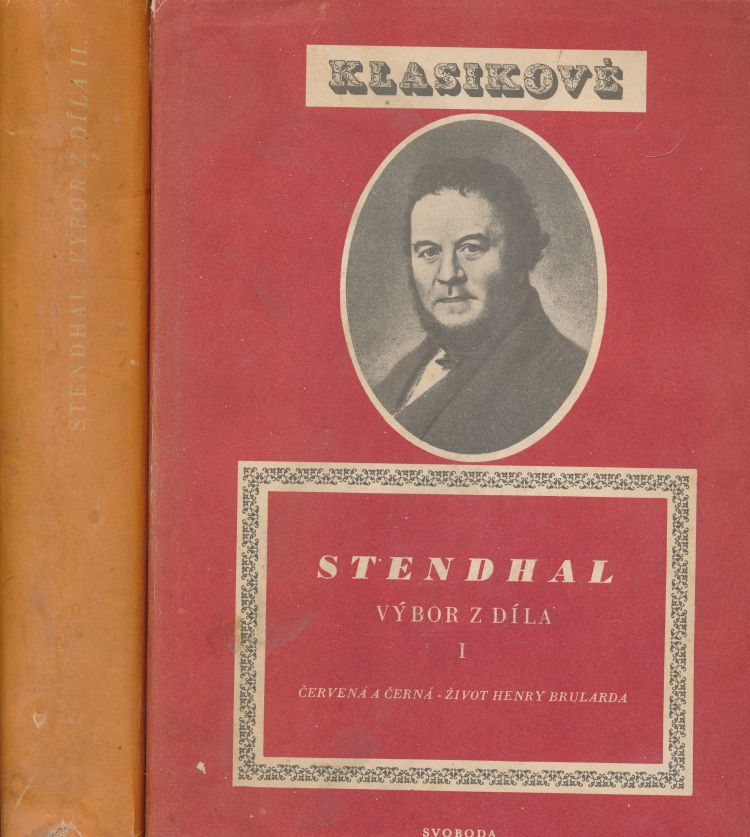 STENDHAL: VÝBOR Z DÍLA II.
KLASIKOVÉ
STENDHAL
VÝBOR Z DÍLA
I
ČERVENÁ A ČERNÁ - ŽIVOT HENRY BRULARDA
SVOBODA